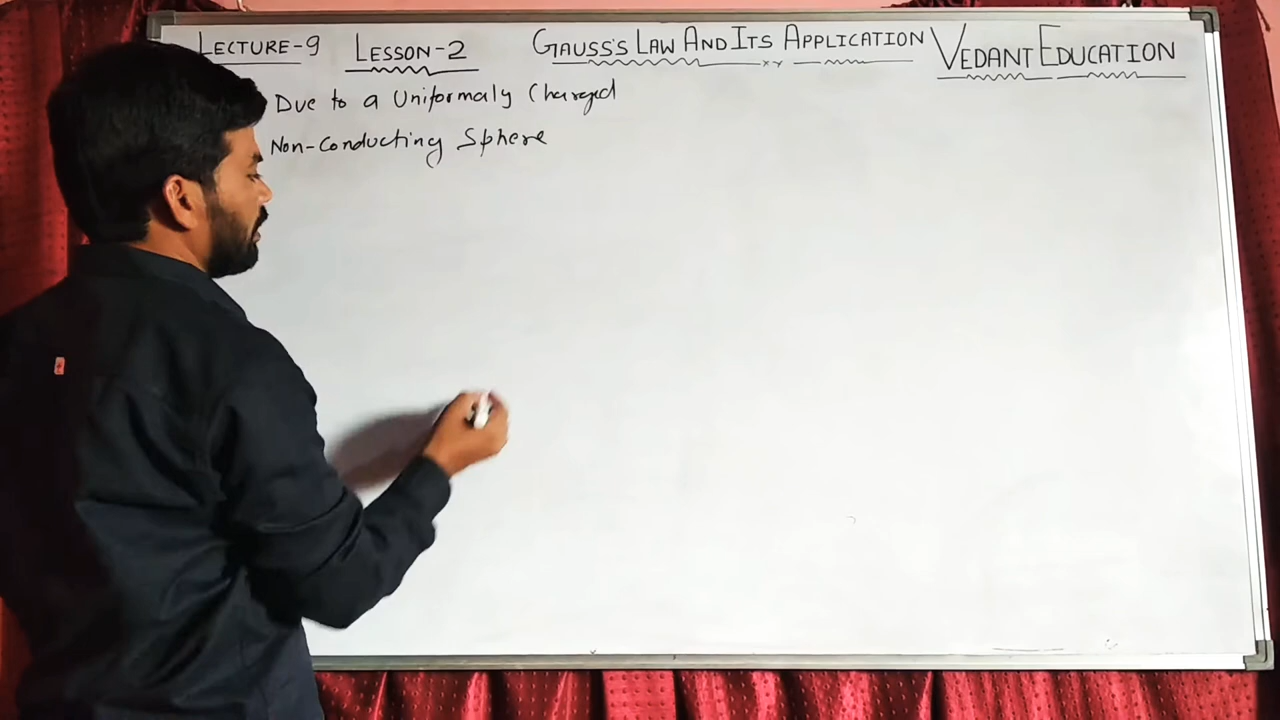 LECTURE-9 LESSON-2 GAUSS'S LAW AND ITS APPLICATION VEDANT EDUCATION
Due to a Uniformaly Charged
Non-Conducting Sphere